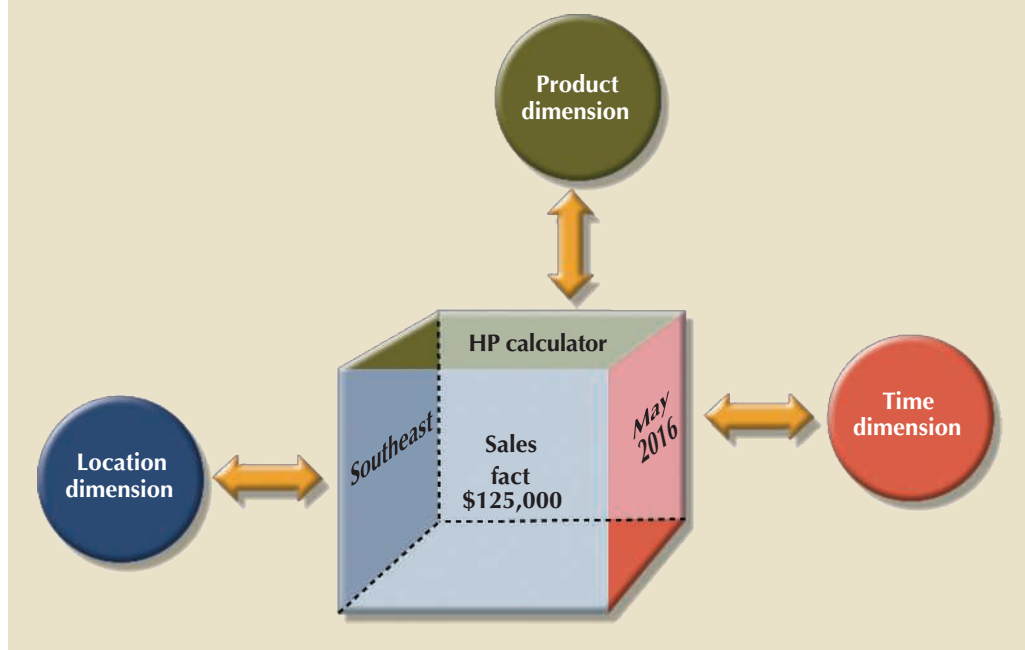 Product
dimension
HP calculator
Southeast
Sales
fact
$125,000
May
2016
Time
dimension
Location
dimension